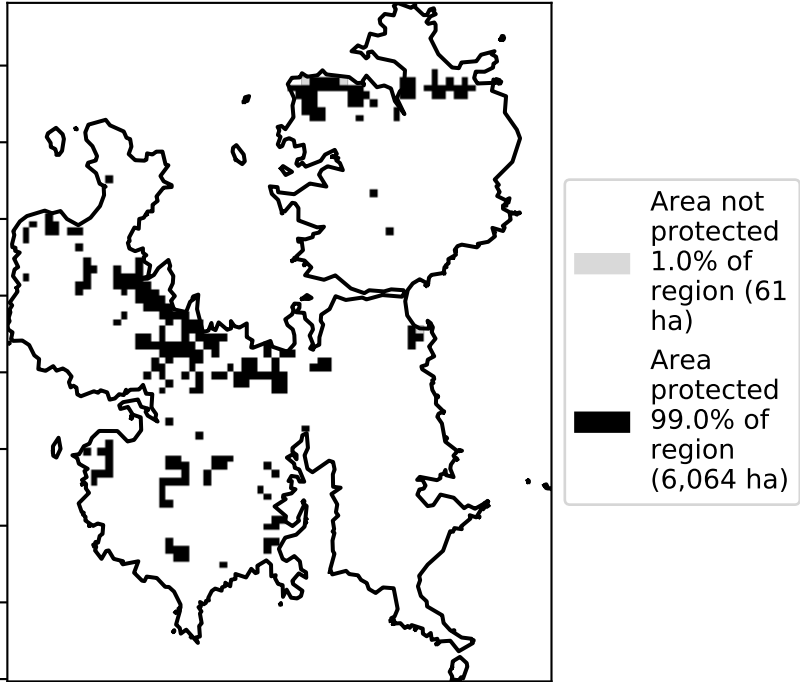 Area not
protected
1.0% of
region (61
ha)
Area
protected
99.0% of
region
(6,064 ha)